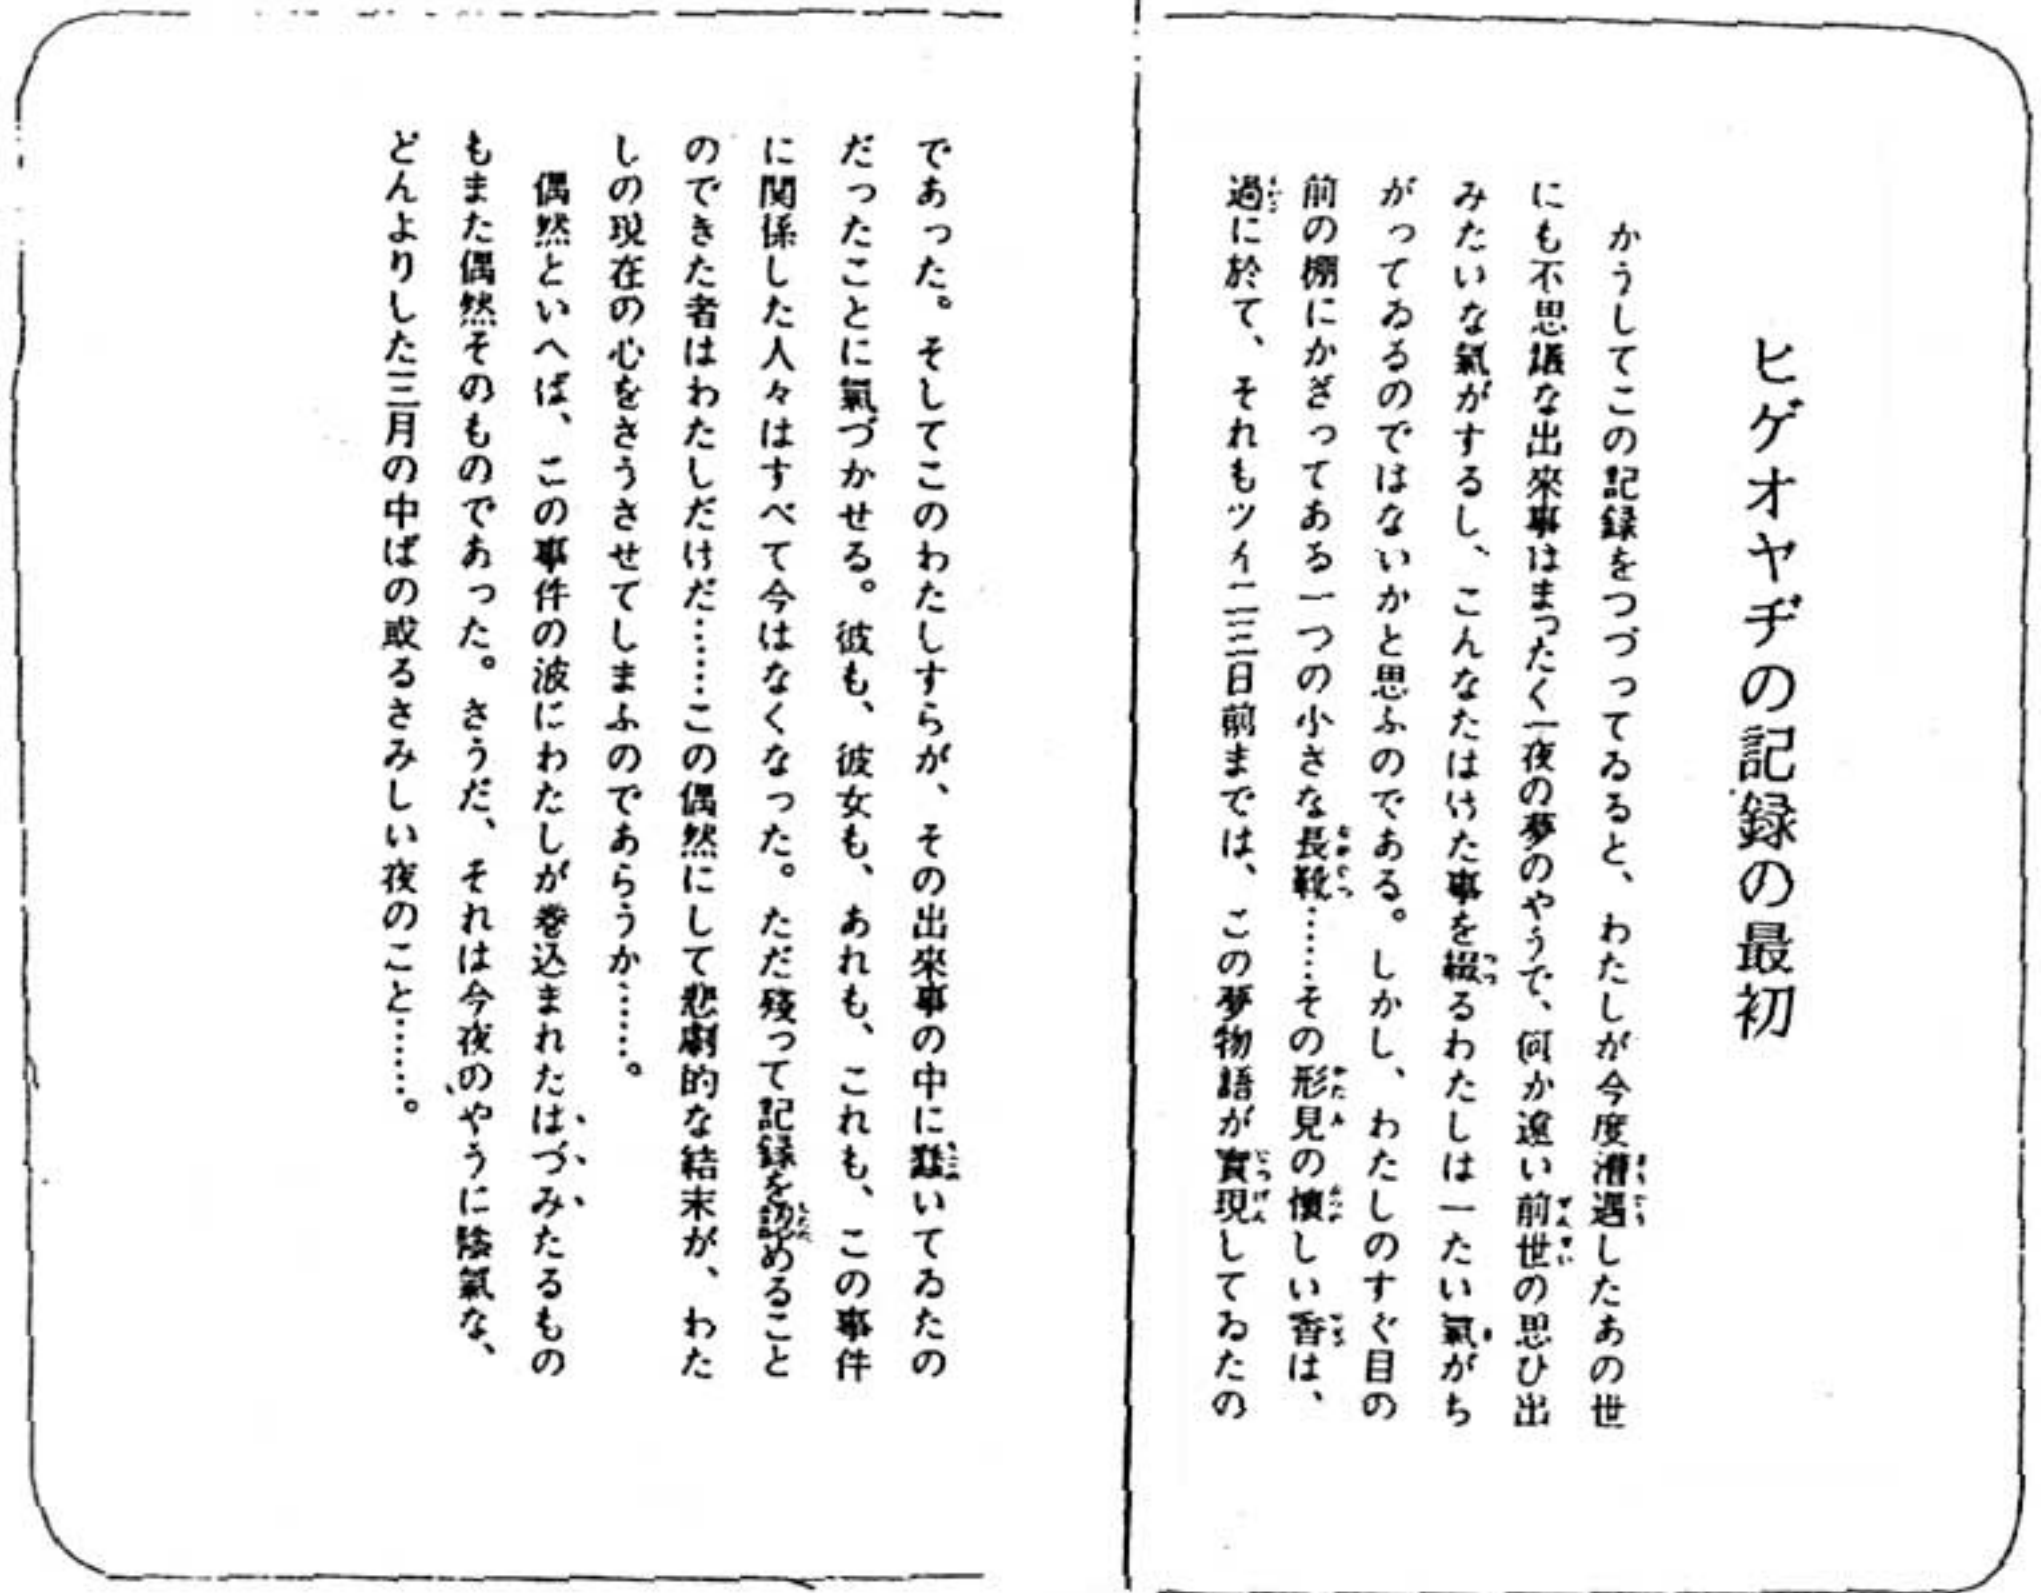 ヒゲオヤヂの記録の最初
かうしてこの記録をつづってゐると、わたしが今度遭遇したあの世
にも不思議な出來事はまったく一夜の夢のやうで、何か遠い前世の思ひ出
みたいな氣がするし、こんなたはけた事を綴るわたしは一たい氣がち
がってゐるのではないかと思ふのである。しかし、わたしのすぐ目の
前の棚にかざってある一つの小さな長靴……その形見の懷しい香は、
過に於て、それもツイ二三日前までは、この夢物語が實現してゐたの
であった。そしてこのわたしすらが、その出來事の中に蠢いてゐたの
だったことに氣づかせる。彼も、彼女も、あれも、これも、この事件
に関係した人々はすべて今はなくなった。ただ殘って記録を認めること
のできた者はわたしだけだ……この偶然にして悲劇的な結末が、わた
しの現在の心をさうさせてしまふのであらうか……。
偶然といへば、この事件の波にわたしが巻込まれたはづみたるもの
もまた偶然そのものであった。さうだ、それは今夜のやうに陰氣な、
どんよりした三月の中ばの或るさみしい夜のこと……。